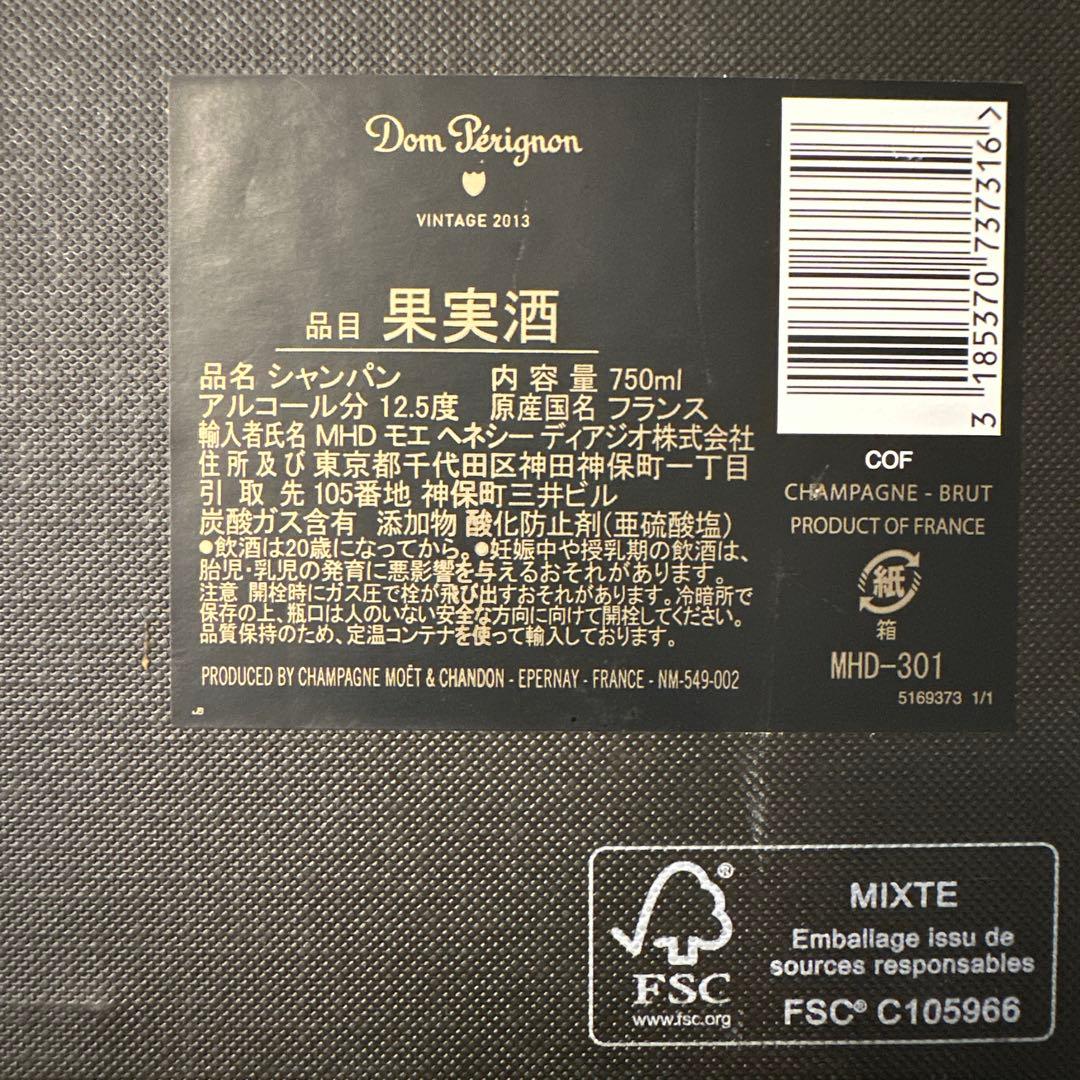 Dom Pérignon
VINTAGE 2013
品目 果実酒
品名 シャンパン 内容量 750ml
アルコール分 12.5度 原産国名 フランス
輸入者氏名 MHD モエ ヘネシー ディアジオ株式会社
住所及び 東京都千代田区神田神保町一丁目
引取先 105番地 神保町三井ビル
炭酸ガス含有 添加物 酸化防止剤(亜硫酸塩)
●飲酒は20歳になってから。●妊娠中や授乳期の飲酒は、
胎児・乳児の発育に悪影響を与えるおそれがあります。
注意 開栓時にガス圧で栓が飛び出すおそれがあります。冷暗所で
保存の上、瓶口は人のいない安全な方向に向けて開栓してください。
品質保持のため、定温コンテナを使って輸入しております。
PRODUCED BY CHAMPAGNE MOËT & CHANDON - EPERNAY - FRANCE - NM-549-002
JB
3 185370 737316 >
COF
CHAMPAGNE - BRUT
PRODUCT OF FRANCE
紙
箱
MHD-301
5169373 1/1
FSC®
www.fsc.org
MIXTE
Emballage issu de
sources responsables
FSC® C105966